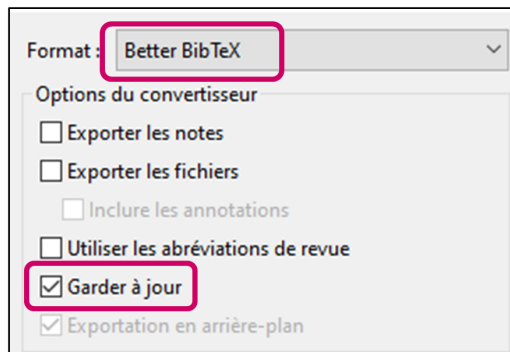 Format : Better BibTeX
Options du convertisseur
Exporter les notes
Exporter les fichiers
Inclure les annotations
Utiliser les abréviations de revue
Garder à jour
Exportation en arrière-plan